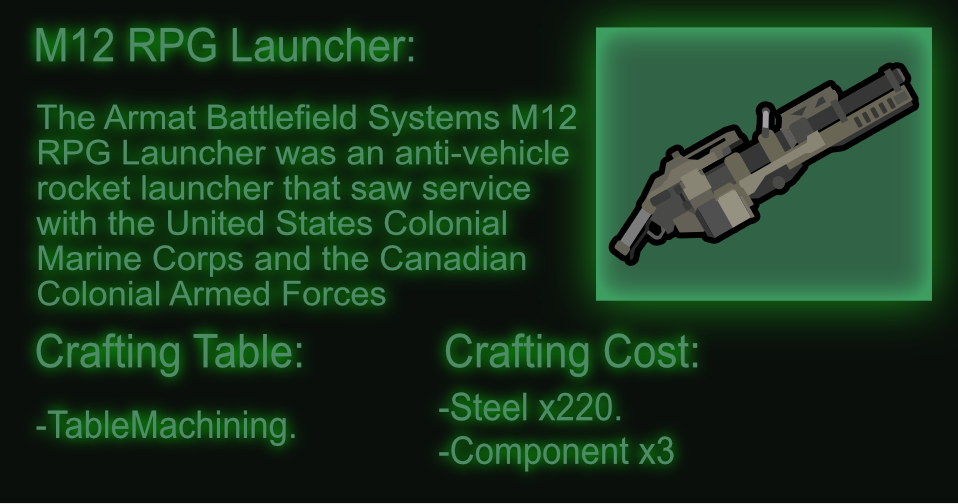 M12 RPG Launcher:
The Armat Battlefield Systems M12
RPG Launcher was an anti-vehicle
rocket launcher that saw service
with the United States Colonial
Marine Corps and the Canadian
Colonial Armed Forces
Crafting Table:
-TableMachining.
Crafting Cost:
-Steel x220.
-Component x3